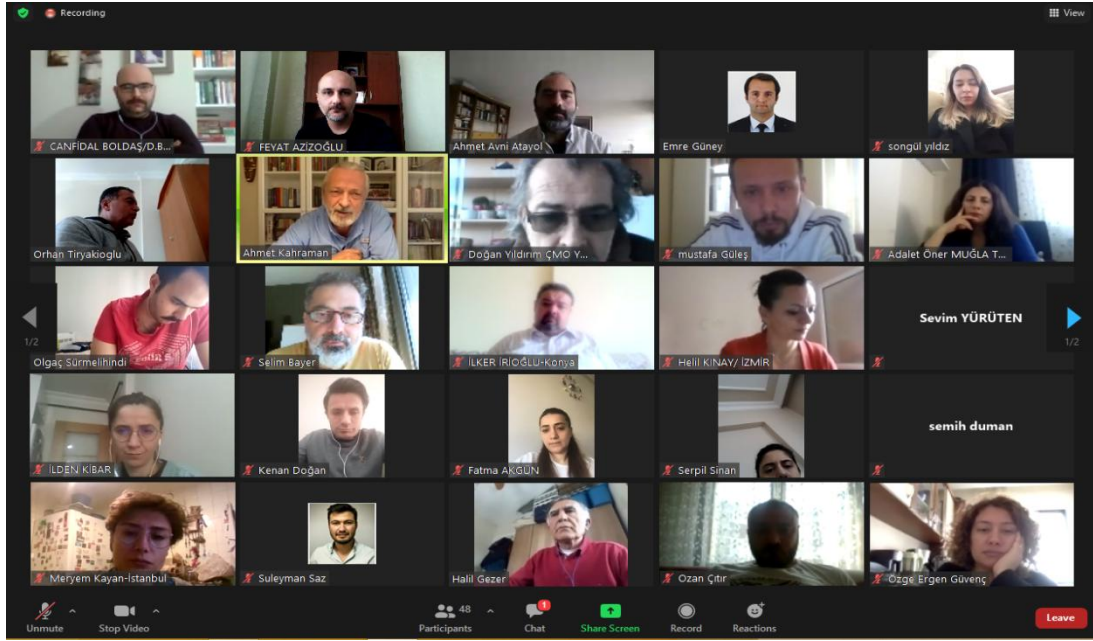 Recording
View
CANFİDAL BOLDAŞ/D.B...
FEYAT AZİZOĞLU
Ahmet Avni Atayol
Emre Güney
songül yıldız
Orhan Tiryakioglu
Ahmet Kahraman
Doğan Yıldırım ÇMO Y...
mustafa Güleş
Adalet Öner MUĞLA T...
1/2
Olgaç Sürmelihindi
Selim Bayer
İLKER İRİOĞLU-Konya
Helil KINAY/ İZMİR
Sevim YÜRÜTEN
1/2
İLDEN KİBAR
Kenan Doğan
Fatma AKGÜN
Serpil Sinan
semih duman
Meryem Kayan-İstanbul
Suleyman Saz
Halil Gezer
Ozan Çıtır
Özge Ergen Güvenç
Unmute
Stop Video
48
Participants
1
Chat
Share Screen
Record
Reactions
Leave